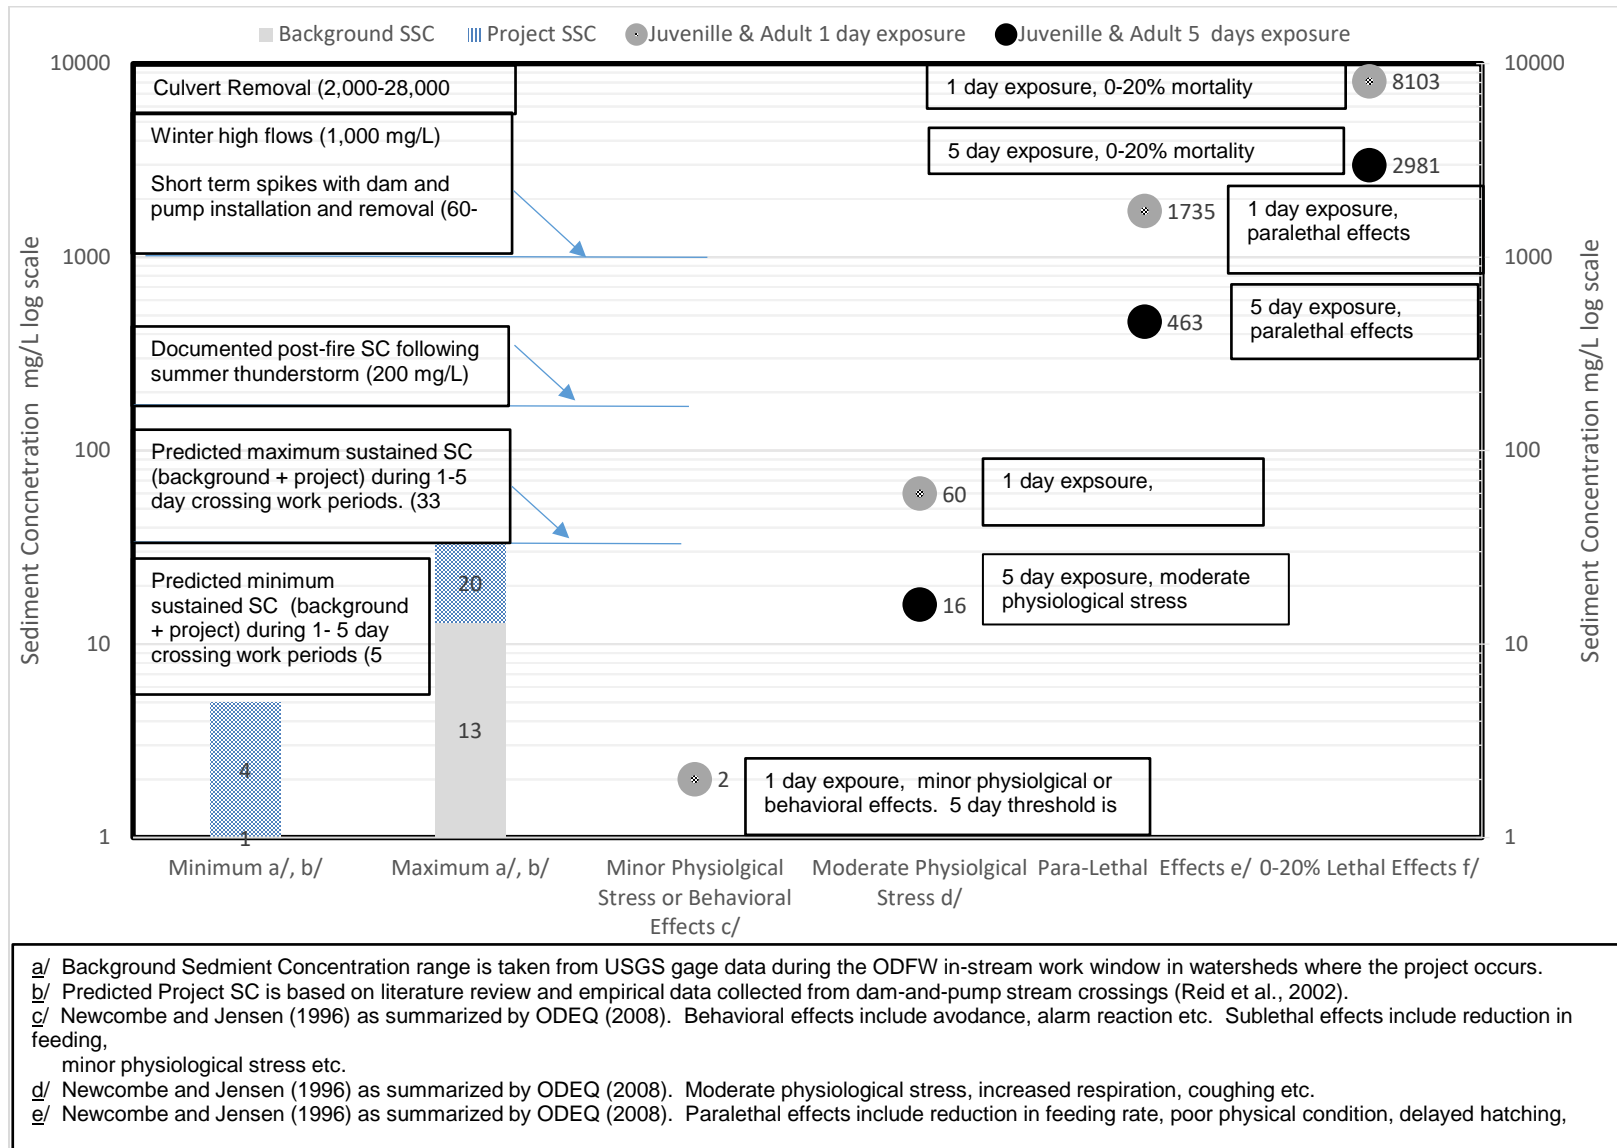 Background SSC Project SSC Juvenille & Adult 1 day exposure Juvenille & Adult 5 days exposure
10000
1000
100
10
1
Sediment Concnetration mg/L log scale
Culvert Removal (2,000-28,000
Winter high flows (1,000 mg/L)
Short term spikes with dam and
pump installation and removal (60-
Documented post-fire SC following
summer thunderstorm (200 mg/L)
Predicted maximum sustained SC
(background + project) during 1-5
day crossing work periods. (33
Predicted minimum
sustained SC (background
+ project) during 1- 5 day
crossing work periods (5
4
1
20
13
1 day exposure, 0-20% mortality
8103
5 day exposure, 0-20% mortality
2981
1735
1 day exposure,
paralethal effects
463
5 day exposure,
paralethal effects
60
1 day expsoure,
16
5 day exposure, moderate
physiological stress
2
1 day expoure, minor physiolgical or
behavioral effects. 5 day threshold is
10000
1000
100
10
1
Sediment Concentration mg/L log scale
Minimum a/, b/
Maximum a/, b/
Minor Physiolgical
Stress or Behavioral
Effects c/
Moderate Physiolgical
Stress d/
Para-Lethal Effects e/
0-20% Lethal Effects f/
a/ Background Sedmient Concentration range is taken from USGS gage data during the ODFW in-stream work window in watersheds where the project occurs.
b/ Predicted Project SC is based on literature review and empirical data collected from dam-and-pump stream crossings (Reid et al., 2002).
c/ Newcombe and Jensen (1996) as summarized by ODEQ (2008). Behavioral effects include avodance, alarm reaction etc. Sublethal effects include reduction in
feeding,
minor physiological stress etc.
d/ Newcombe and Jensen (1996) as summarized by ODEQ (2008). Moderate physiological stress, increased respiration, coughing etc.
e/ Newcombe and Jensen (1996) as summarized by ODEQ (2008). Paralethal effects include reduction in feeding rate, poor physical condition, delayed hatching,